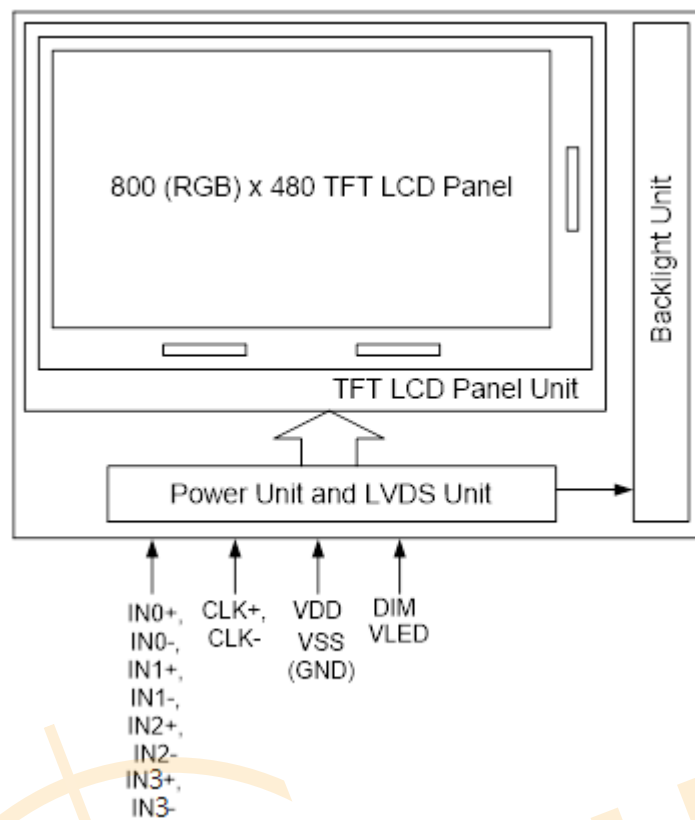 800 (RGB) x 480 TFT LCD Panel
Backlight Unit
TFT LCD Panel Unit
Power Unit and LVDS Unit
IN0+,
IN0-,
IN1+,
IN1-,
IN2+,
IN2-
IN3+,
IN3-
CLK+,
CLK-
VDD
VSS
(GND)
DIM
VLED